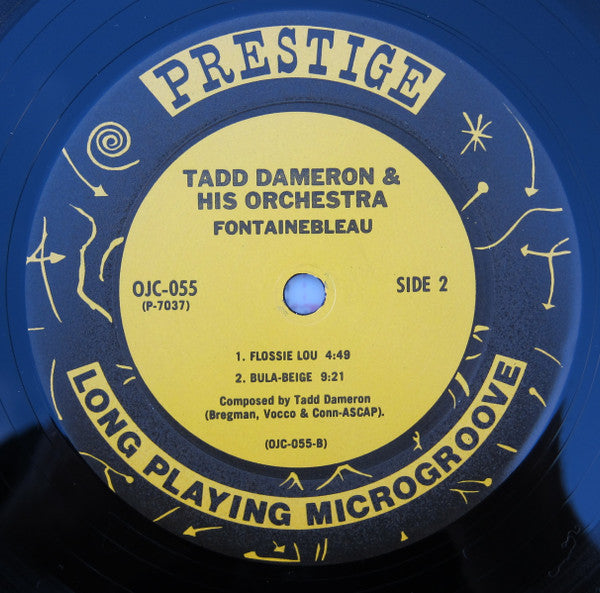 PRESTIGE
TADD DAMERON &
HIS ORCHESTRA
FONTAINEBLEAU
OJC-055
(P-7037)
SIDE 2
1. FLOSSIE LOU 4:49
2. BULA-BEIGE 9:21
Composed by Tadd Dameron
(Bregman, Vocco & Conn-ASCAP).
(OJC-055-B)
LONG PLAYING MICROGROOVE